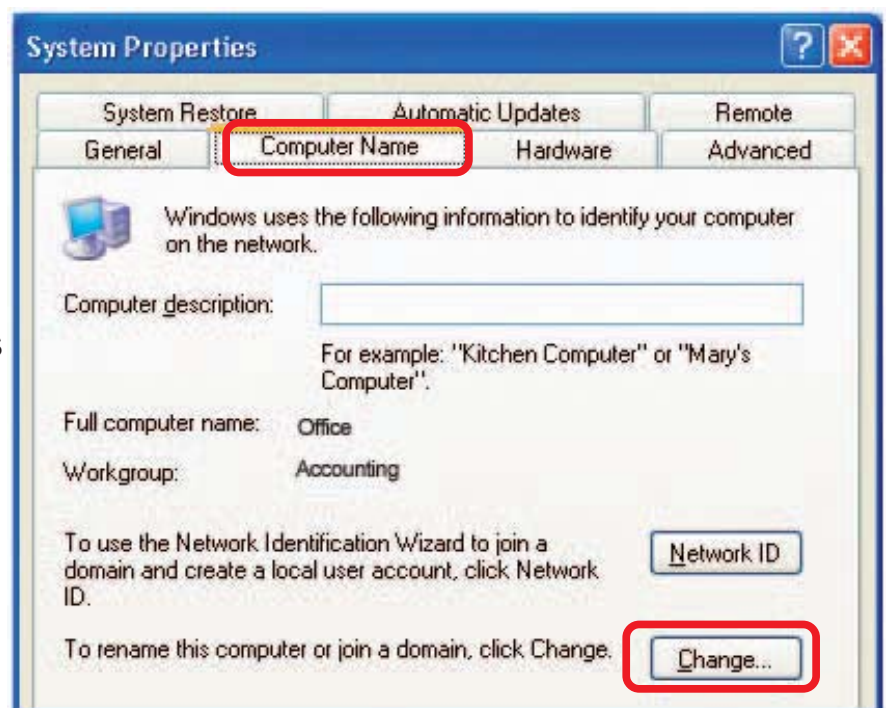 System Properties
System Restore Automatic Updates Remote
General Computer Name Hardware Advanced
Windows uses the following information to identify your computer
on the network.
Computer description:
s
For example: "Kitchen Computer" or "Mary's
Computer".
Full computer name: Office
Workgroup: Accounting
To use the Network Identification Wizard to join a
domain and create a local user account, click Network
ID.
Network ID
To rename this computer or join a domain, click Change.
Change...